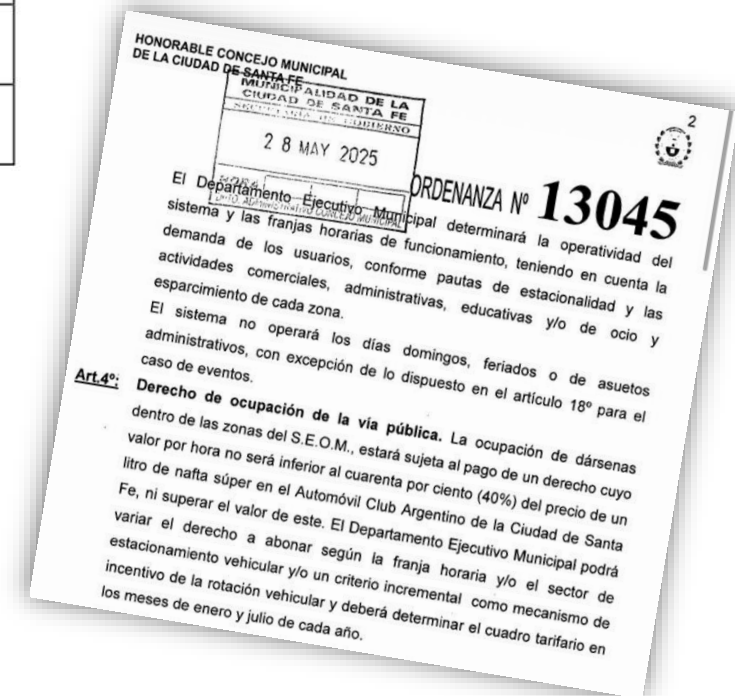 HONORABLE CONCEJO MUNICIPAL
DE LA CIUDAD DE SANTA FE
MUNICIPALIDAD DE LA
CIUDAD DE SANTA FE
SECRETARIA DE GOBIERNO
28 MAY 2025
HORA
DPTO. ADMINISTRATIVO CONCEJO MUNICIPAL
2
ORDENANZA Nº 13045
El Departamento Ejecutivo Municipal determinará la operatividad del
sistema y las franjas horarias de funcionamiento, teniendo en cuenta la
demanda de los usuarios, conforme pautas de estacionalidad y las
actividades comerciales, administrativas, educativas y/o de ocio y
esparcimiento de cada zona.
El sistema no operará los días domingos, feriados o de asuetos
administrativos, con excepción de lo dispuesto en el artículo 18º para el
caso de eventos.
Art.4º: Derecho de ocupación de la vía pública. La ocupación de dársenas
dentro de las zonas del S.E.O.M., estará sujeta al pago de un derecho cuyo
valor por hora no será inferior al cuarenta por ciento (40%) del precio de un
litro de nafta súper en el Automóvil Club Argentino de la Ciudad de Santa
Fe, ni superar el valor de este. El Departamento Ejecutivo Municipal podrá
variar el derecho a abonar según la franja horaria y/o el sector de
estacionamiento vehicular y/o un criterio incremental como mecanismo de
incentivo de la rotación vehicular y deberá determinar el cuadro tarifario en
los meses de enero y julio de cada año.